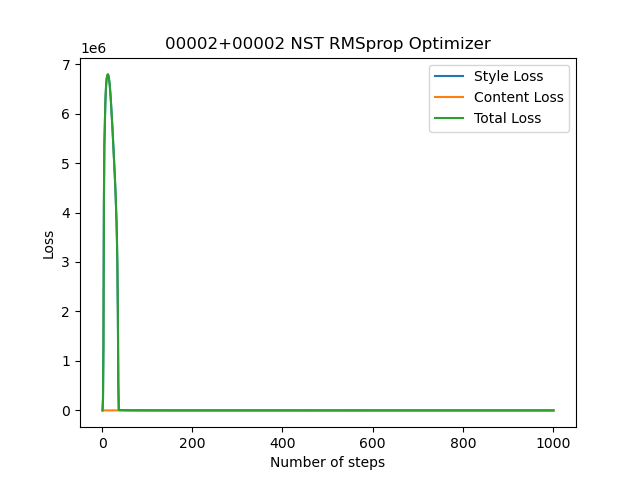 00002+00002 NST RMSprop Optimizer
1e6
7
6
5
4
3
2
1
0
Loss
Style Loss
Content Loss
Total Loss
0 200 400 600 800 1000
Number of steps